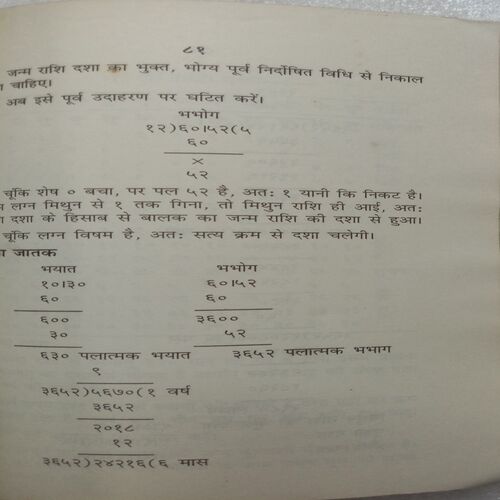 ८१
जन्म राशि दशा का भुक्त, भोग्य पूर्व निर्दोषित विधि से निकाल
चाहिए।
अब इसे पूर्व उदाहरण पर घटित करें।
भभोग
१२)६०।५२(५
६०
×
५२
चूंकि शेष ० बचा, पर पल ५२ है, अतः १ यानी कि निकट है।
लग्न मिथुन से १ तक गिना, तो मिथुन राशि ही आई, अतः
दशा के हिसाब से बालक का जन्म राशि की दशा से हुआ।
चूंकि लग्न विषम है, अतः सत्य क्रम से दशा चलेगी।
जातक
भयात भभोग
१०।३० ६०।५२
६० ६०
६०० ३६००
३० ५२
६३० पलात्मक भयात ३६५२ पलात्मक भभाग
९
३६५२)५६७०(१ वर्ष
३६५२
२०१८
१२
३६५२)२४२१६(६ मास